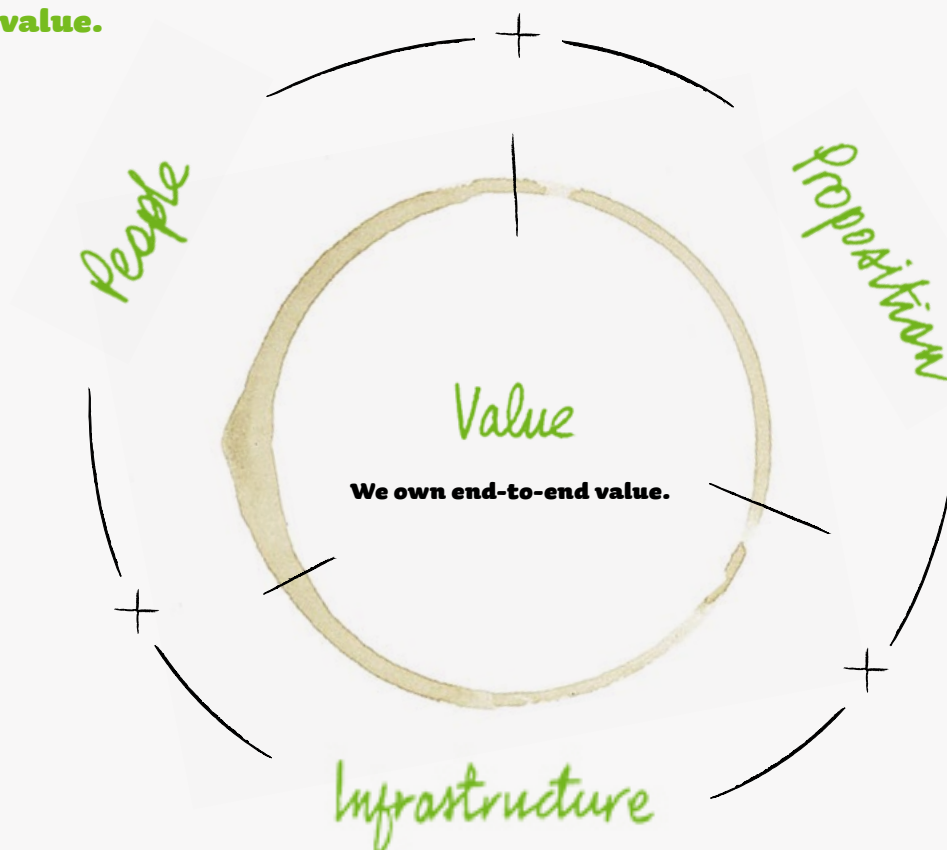 value.
People
Proposition
Value
We own end-to-end value.
Infrastructure